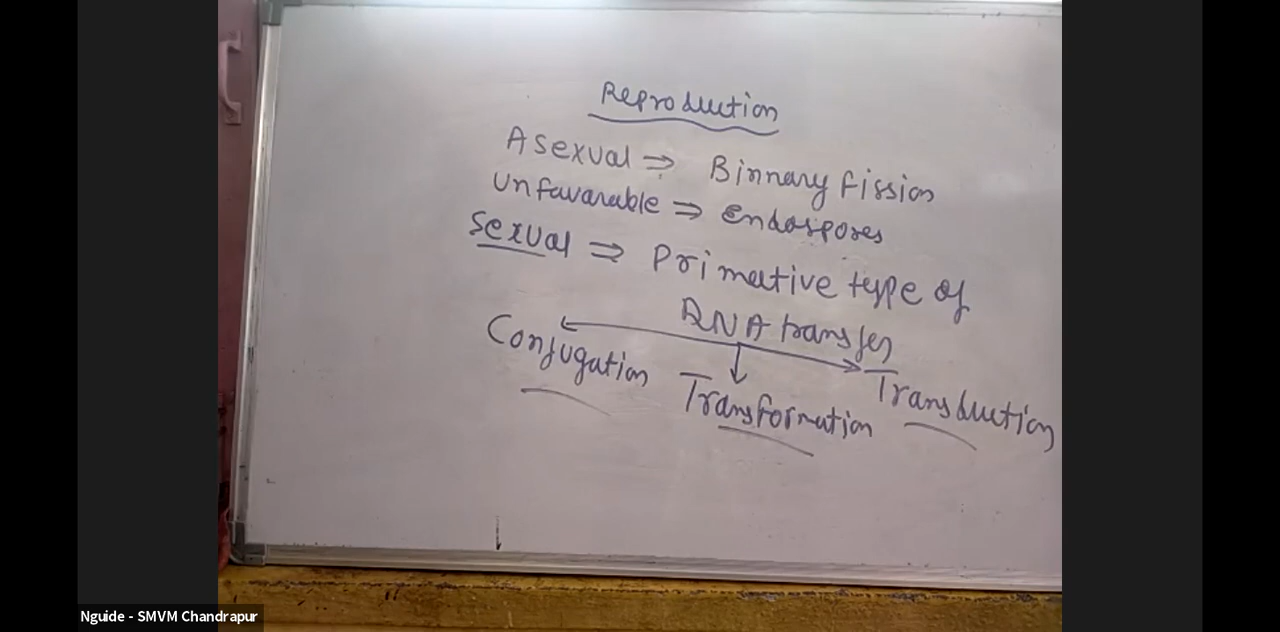 Reproduction
Asexual ⇒ Binnary fission
Unfavarable ⇒ Endospores
Sexual ⇒ Primative type of
DNA transfer
Conjugation Transformation Transduction
Nguide - SMVM Chandrapur